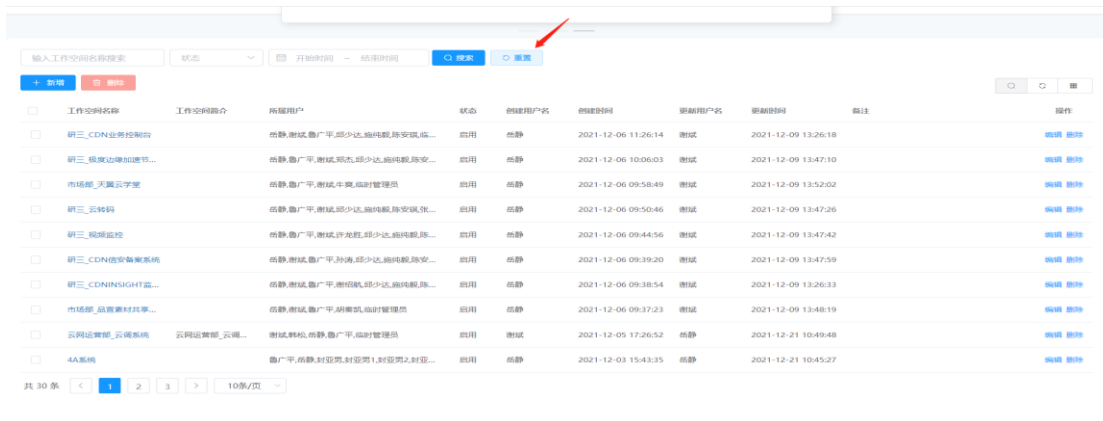 输入工作空间名称搜索 状态 开始时间 - 结束时间 搜索 重置
+ 新增 删除
工作空间名称 工作空间简介 所属用户 状态 创建用户名 创建时间 更新用户名 更新时间 备注 操作
研三_CDN业务控制台 岳静,谢斌,鲁广平,邱少达,施纯毅,陈安琪,临... 启用 岳静 2021-12-06 11:26:14 谢斌 2021-12-09 13:26:18 编辑 删除
研三_极度边缘加速节... 岳静,鲁广平,谢斌,郑杰,邱少达,施纯毅,陈安... 启用 岳静 2021-12-06 10:06:03 谢斌 2021-12-09 13:47:10 编辑 删除
市场部_天翼云学堂 岳静,鲁广平,谢斌,牛爽,临时管理员 启用 岳静 2021-12-06 09:58:49 谢斌 2021-12-09 13:52:02 编辑 删除
研三_云转码 岳静,鲁广平,谢斌,邱少达,施纯毅,陈安琪,张... 启用 岳静 2021-12-06 09:50:46 谢斌 2021-12-09 13:47:26 编辑 删除
研三_视频监控 岳静,鲁广平,谢斌,许龙胜,邱少达,施纯毅,陈... 启用 岳静 2021-12-06 09:44:56 谢斌 2021-12-09 13:47:42 编辑 删除
研三_CDN信安备案系统 岳静,谢斌,鲁广平,孙涛,邱少达,施纯毅,陈安... 启用 岳静 2021-12-06 09:39:20 谢斌 2021-12-09 13:47:59 编辑 删除
研三_CDNINSIGHT监... 岳静,谢斌,鲁广平,谢招航,邱少达,施纯毅,陈... 启用 岳静 2021-12-06 09:38:54 谢斌 2021-12-09 13:26:33 编辑 删除
市场部_品宣素材共享... 岳静,谢斌,鲁广平,胡秦凯,临时管理员 启用 岳静 2021-12-06 09:37:23 谢斌 2021-12-09 13:48:19 编辑 删除
云网运营部_云调系统 云网运营部_云调... 谢斌,韩松,岳静,鲁广平,临时管理员 启用 谢斌 2021-12-05 17:26:52 岳静 2021-12-21 10:49:48 编辑 删除
4A系统 鲁广平,岳静,封亚男,封亚男1,封亚男2,封亚... 启用 岳静 2021-12-03 15:43:35 岳静 2021-12-21 10:45:27 编辑 删除
共 30 条 < 1 2 3 > 10条/页